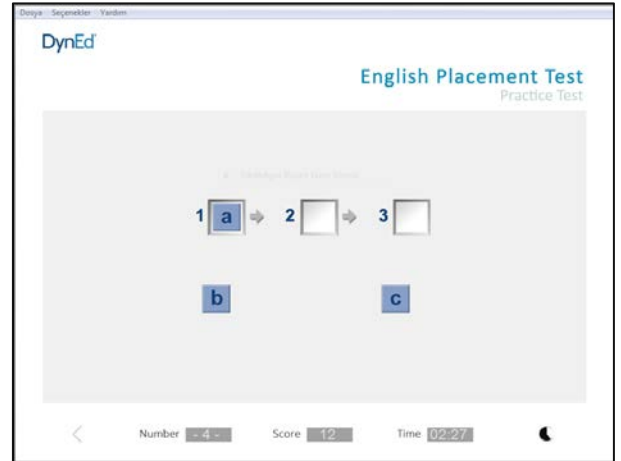 Dosya Seçenekler Yardım
DynEd
English Placement Test
Practice Test
1 a 2 3
b c
Number - 4 - Score 12 Time 02:27